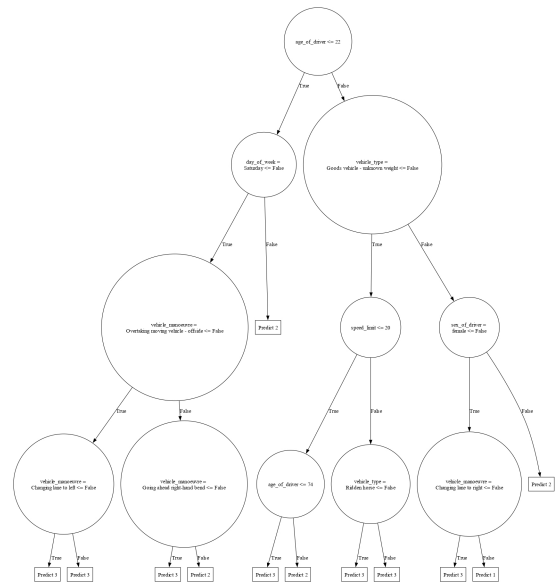 age_of_driver <= 22
True
False
day_of_week =
Saturday <= False
vehicle_type =
Goods vehicle - unknown weight <= False
True
False
True
False
vehicle_manoeuvre =
Overtaking moving vehicle - offside <= False
Predict 2
speed_limit <= 20
sex_of_driver =
female <= False
True
False
True
False
True
False
vehicle_manoeuvre =
Changing lane to left <= False
vehicle_manoeuvre =
Going ahead right-hand bend <= False
age_of_driver <= 74
vehicle_type =
Ridden horse <= False
vehicle_manoeuvre =
Changing lane to right <= False
Predict 2
True
False
True
False
True
False
True
False
True
False
Predict 3
Predict 3
Predict 3
Predict 2
Predict 3
Predict 2
Predict 3
Predict 3
Predict 3
Predict 1